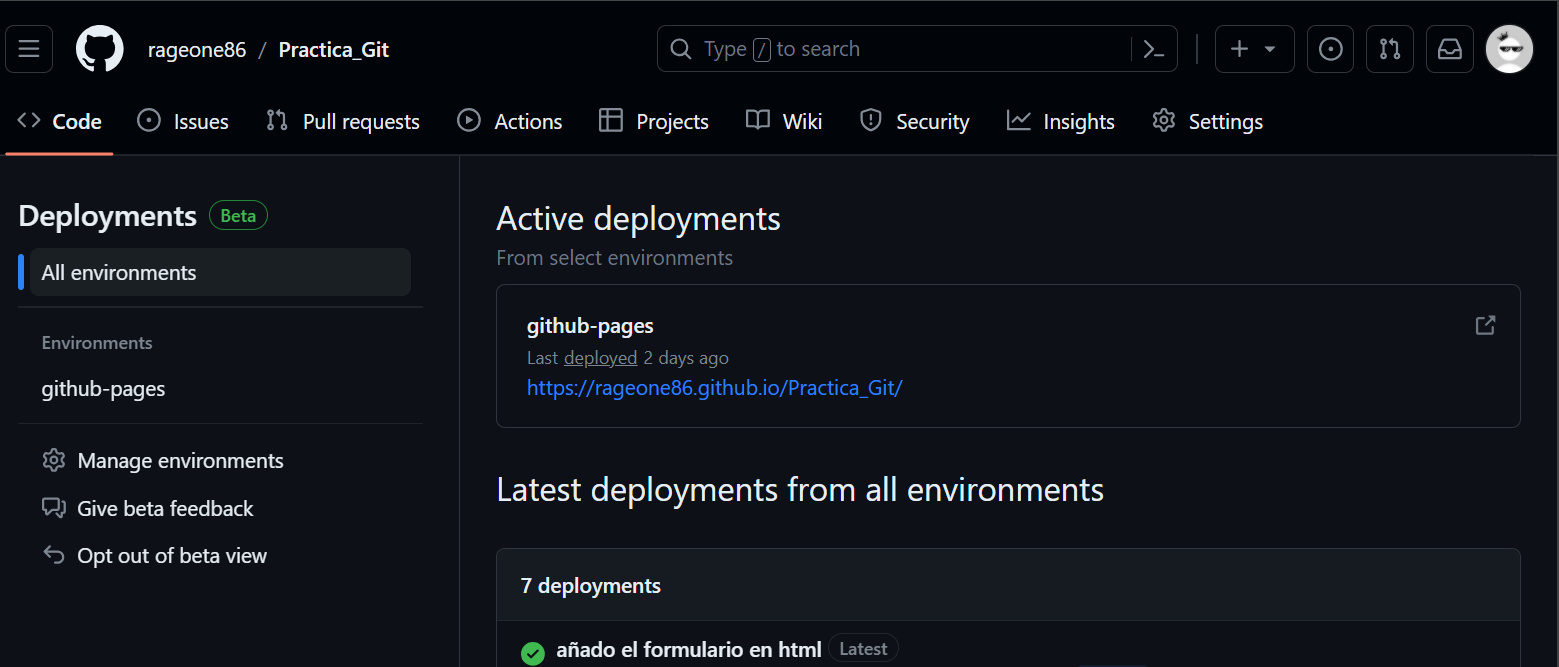 rageone86 / Practica_Git
Type / to search
Code Issues Pull requests Actions Projects Wiki Security Insights Settings
Deployments Beta
All environments
Environments
github-pages
Manage environments
Give beta feedback
Opt out of beta view
Active deployments
From select environments
github-pages
Last deployed 2 days ago
https://rageone86.github.io/Practica_Git/
Latest deployments from all environments
7 deployments
añado el formulario en html Latest